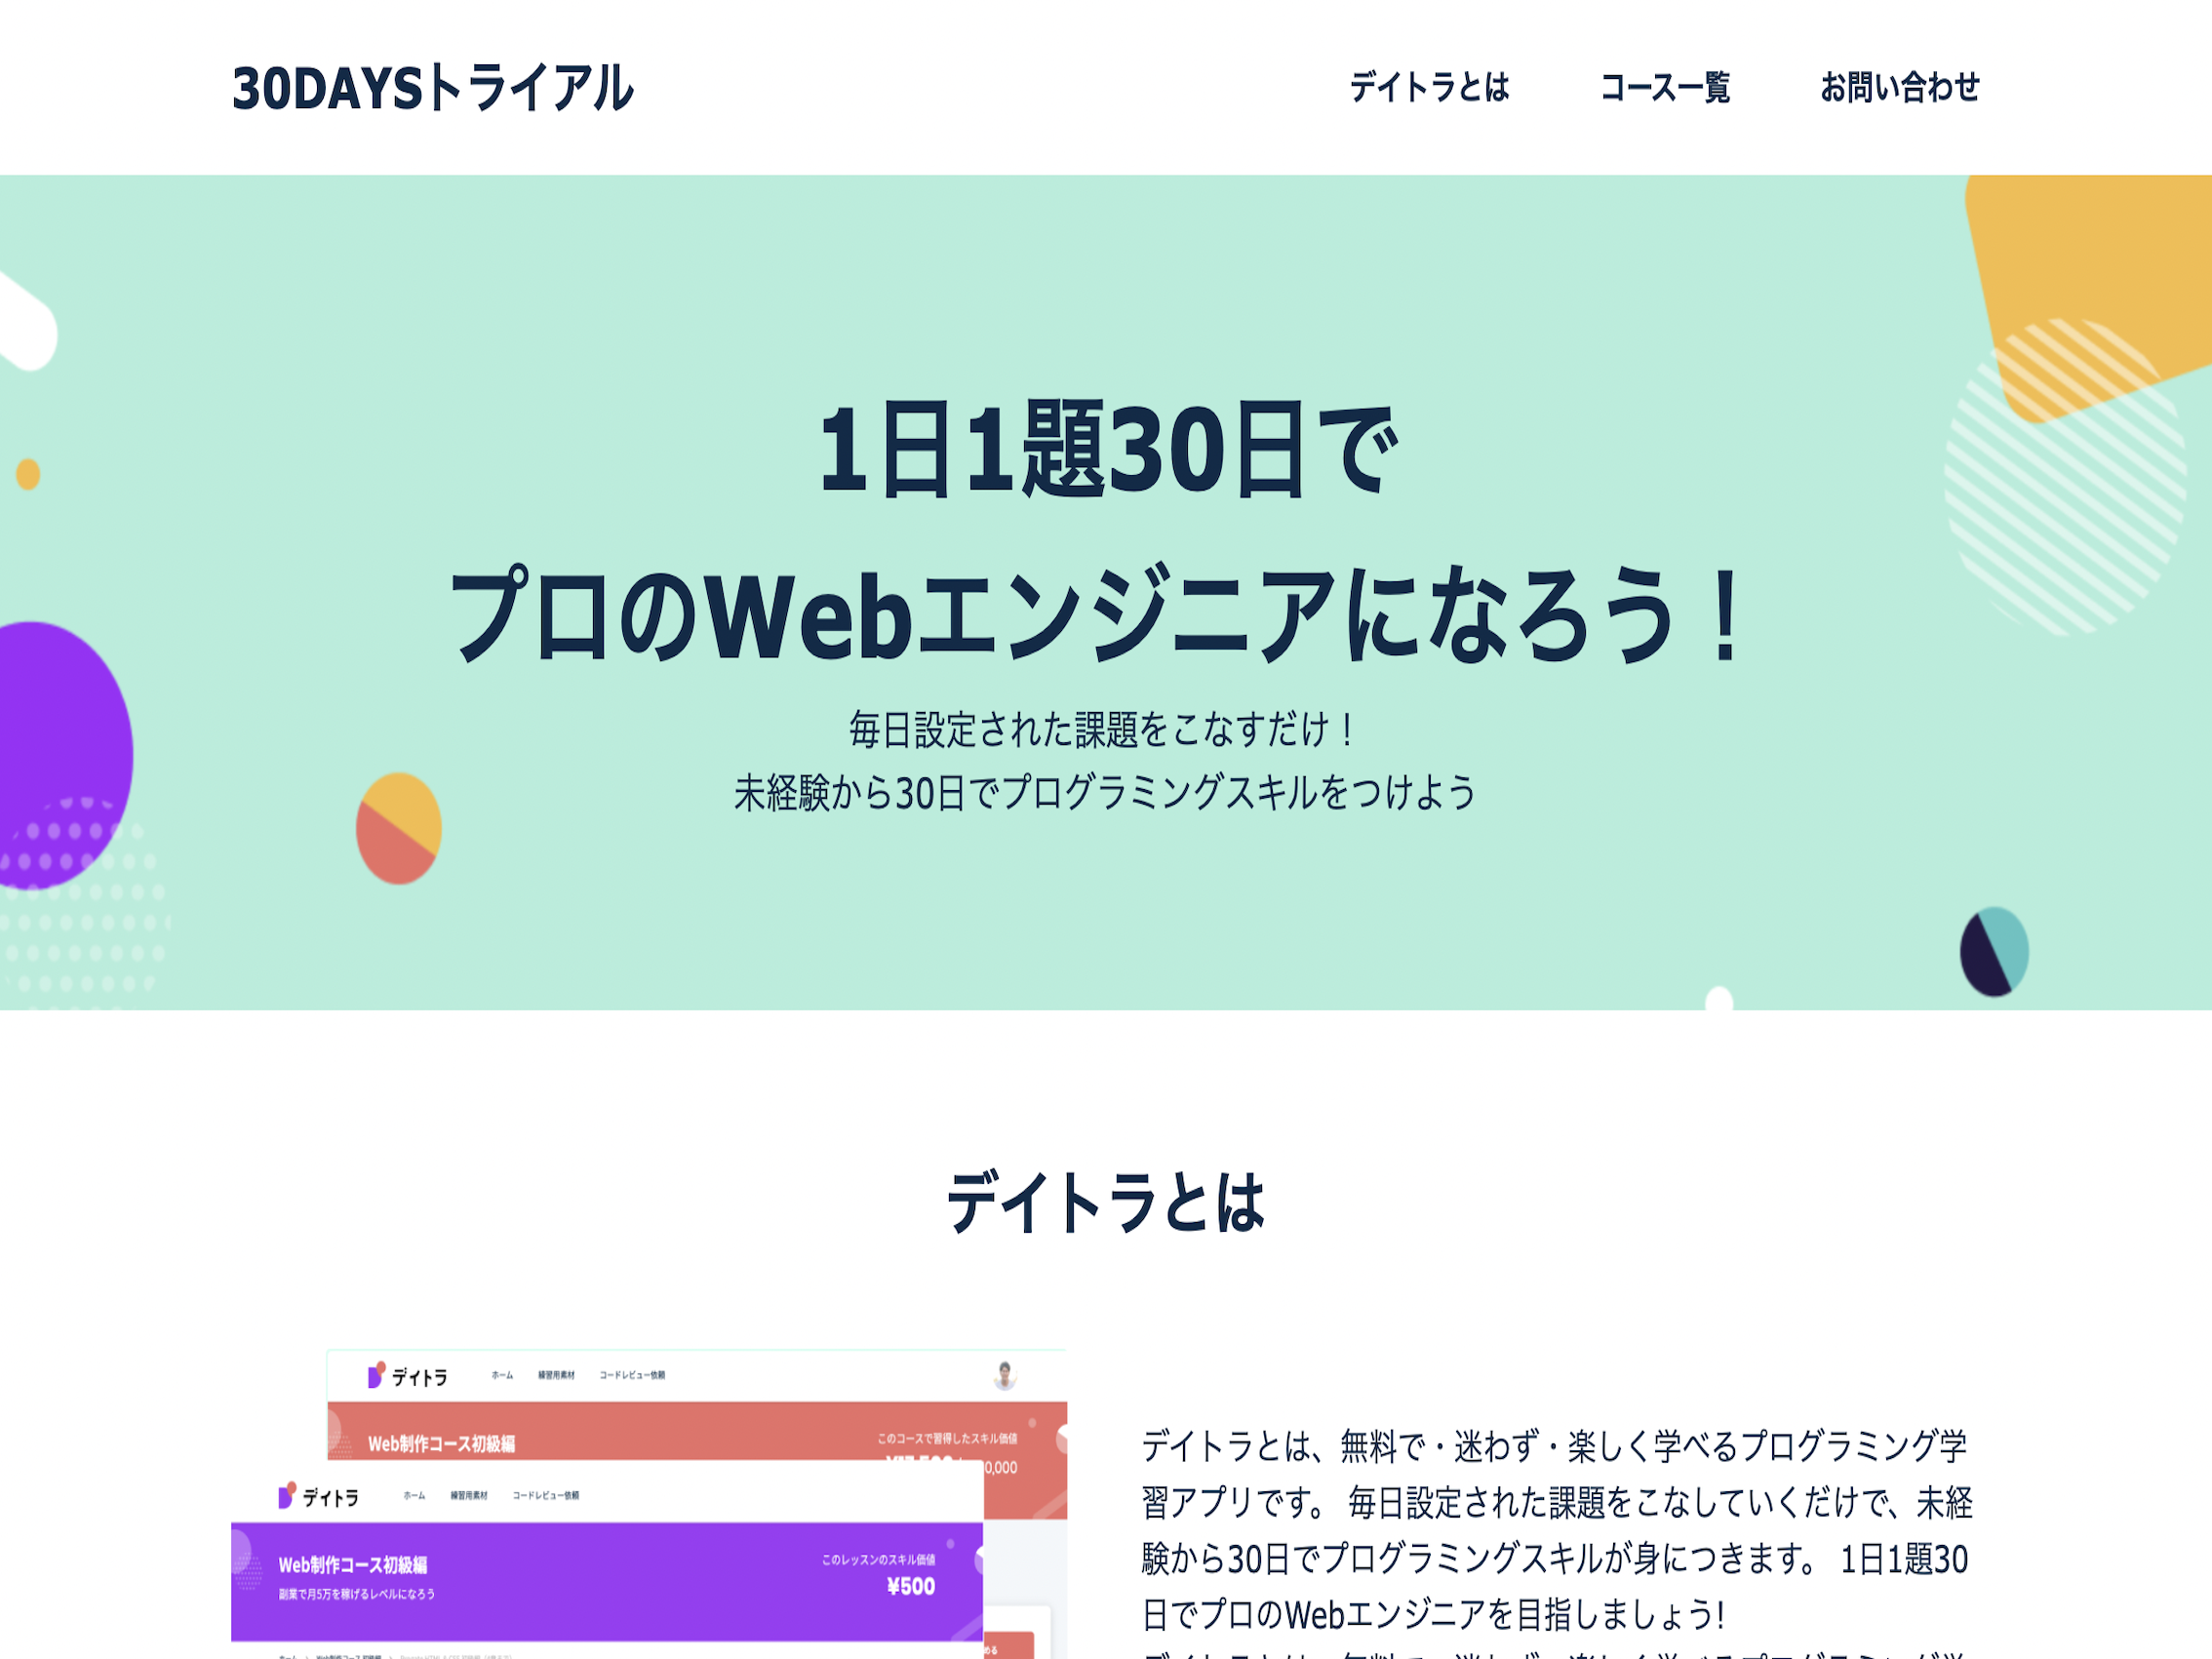 30DAYSトライアル
デイトラとは
コース一覧
お問い合わせ
1日1題30日で
プロのWebエンジニアになろう！
毎日設定された課題をこなすだけ！
未経験から30日でプログラミングスキルをつけよう
デイトラとは
デイトラ
ホーム
練習用素材
コードレビュー依頼
Web制作コース初級編
このコースで習得したスキル価値
0,000
デイトラ
ホーム
練習用素材
コードレビュー依頼
Web制作コース初級編
副業で月5万を稼げるレベルになろう
このレッスンのスキル価値
¥500
める
デイトラとは、無料で・迷わず・楽しく学べるプログラミング学
習アプリです。 毎日設定された課題をこなしていくだけで、未経
験から30日でプログラミングスキルが身につきます。 1日1題30
日でプロのWebエンジニアを目指しましょう!